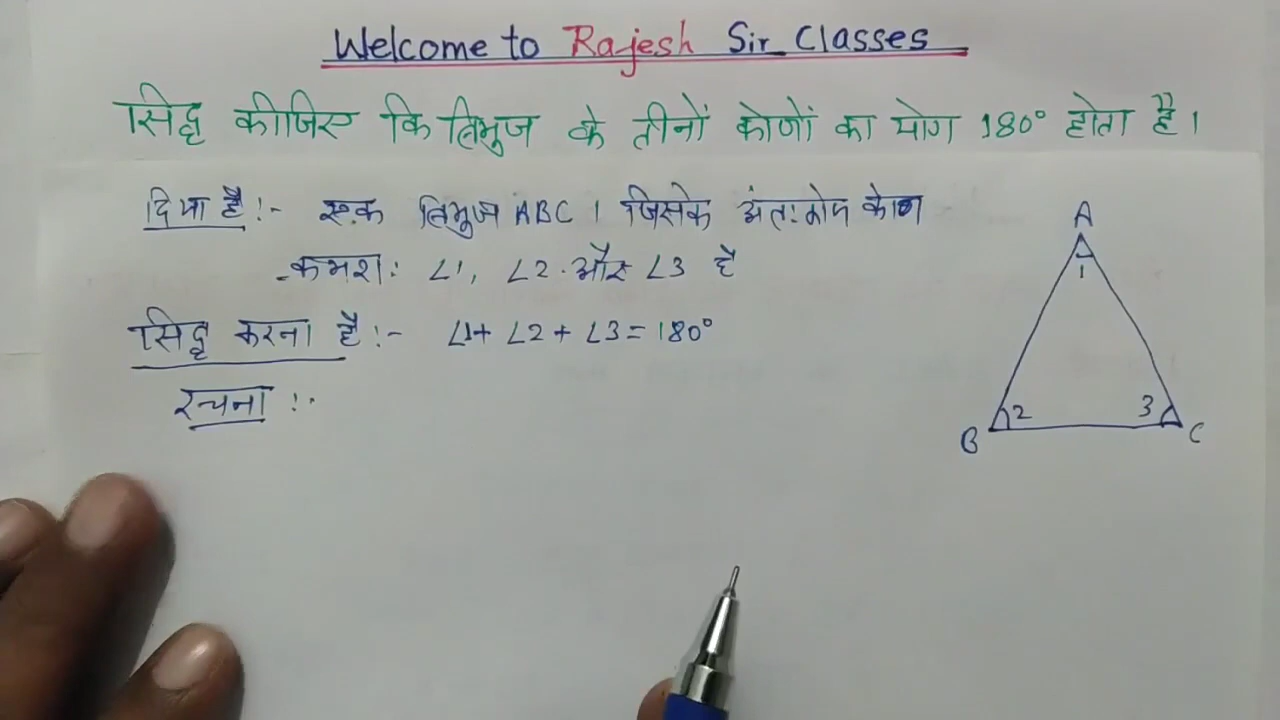 Welcome to Rajesh Sir Classes
सिद्ध कीजिए कि त्रिभुज के तीनों कोणों का योग 180° होता है।
दिया है :- एक त्रिभुज ABC । जिसके अंतः कोण
क्रमशः ∠1, ∠2 और ∠3 है
सिद्ध करना है :- ∠1 + ∠2 + ∠3 = 180°
रचना :-
A
1
B
2
3
C